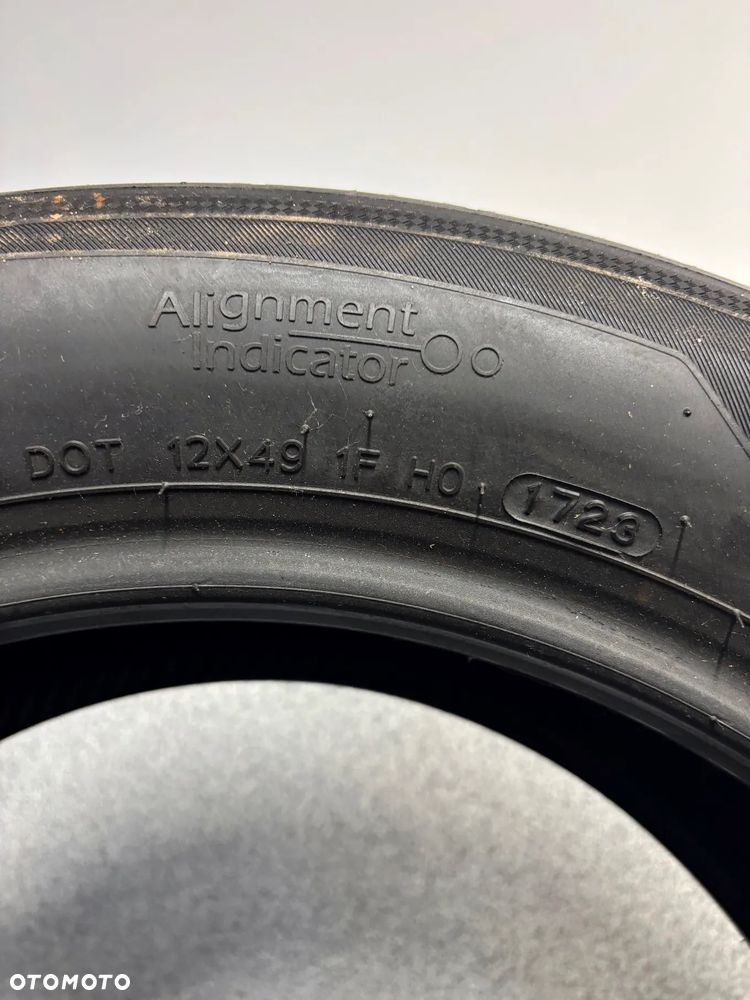 Alignment
Indicator
DOT 12X49 1F H0 1723
OTOMOTO